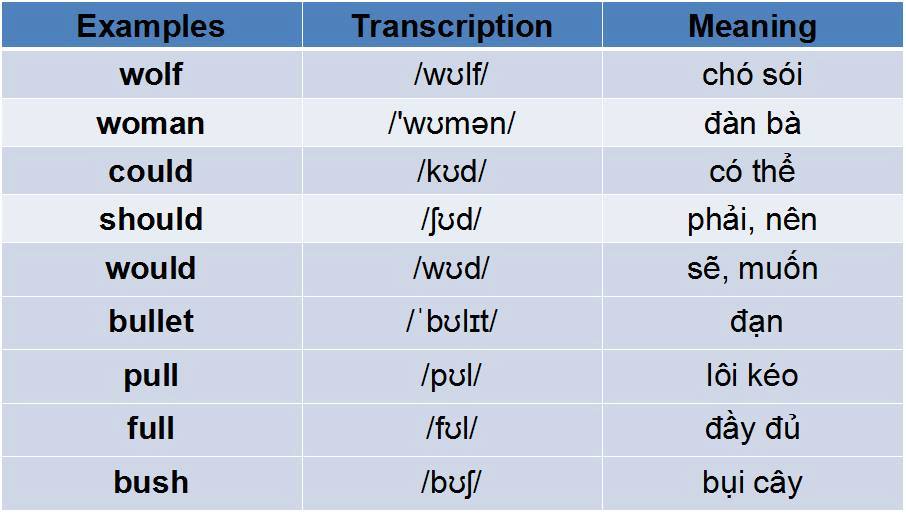 Examples Transcription Meaning
wolf /wʊlf/ chó sói
woman /'wʊmən/ đàn bà
could /kʊd/ có thể
should /ʃʊd/ phải, nên
would /wʊd/ sẽ, muốn
bullet /ˈbʊlɪt/ đạn
pull /pʊl/ lôi kéo
full /fʊl/ đầy đủ
bush /bʊʃ/ bụi cây